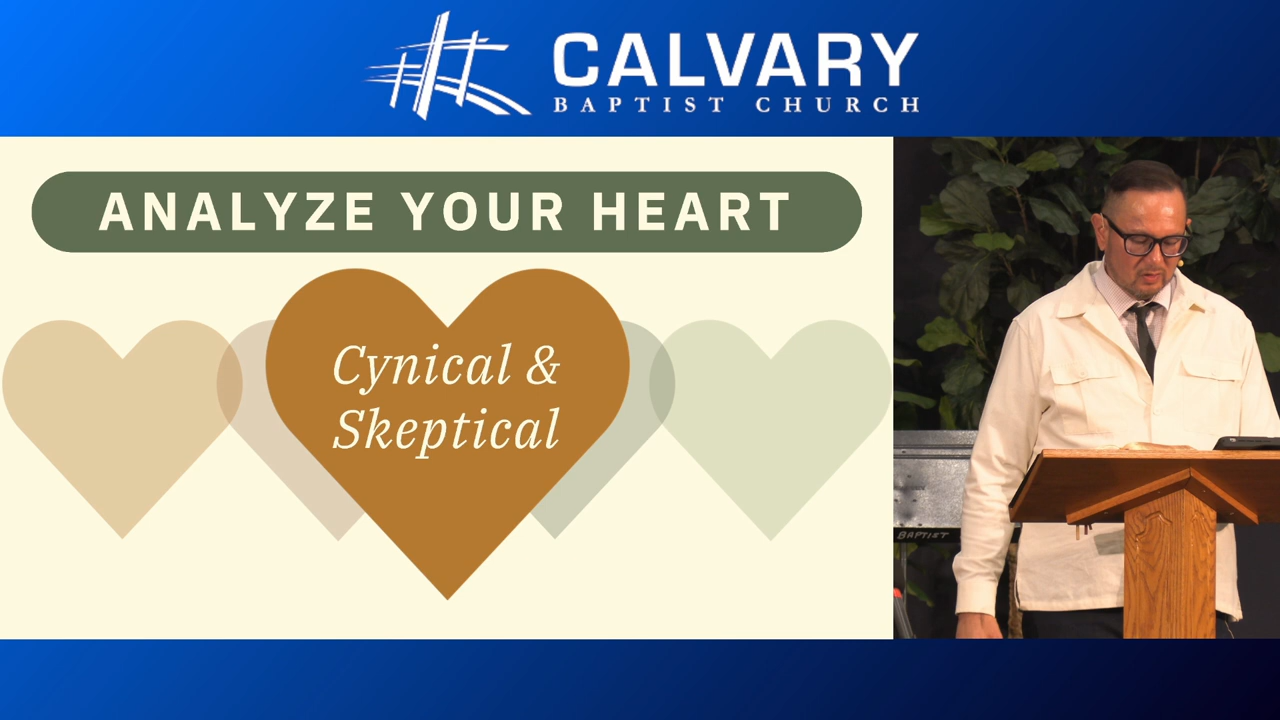 CALVARY
BAPTIST CHURCH
ANALYZE YOUR HEART
Cynical &
Skeptical
BAPTIST